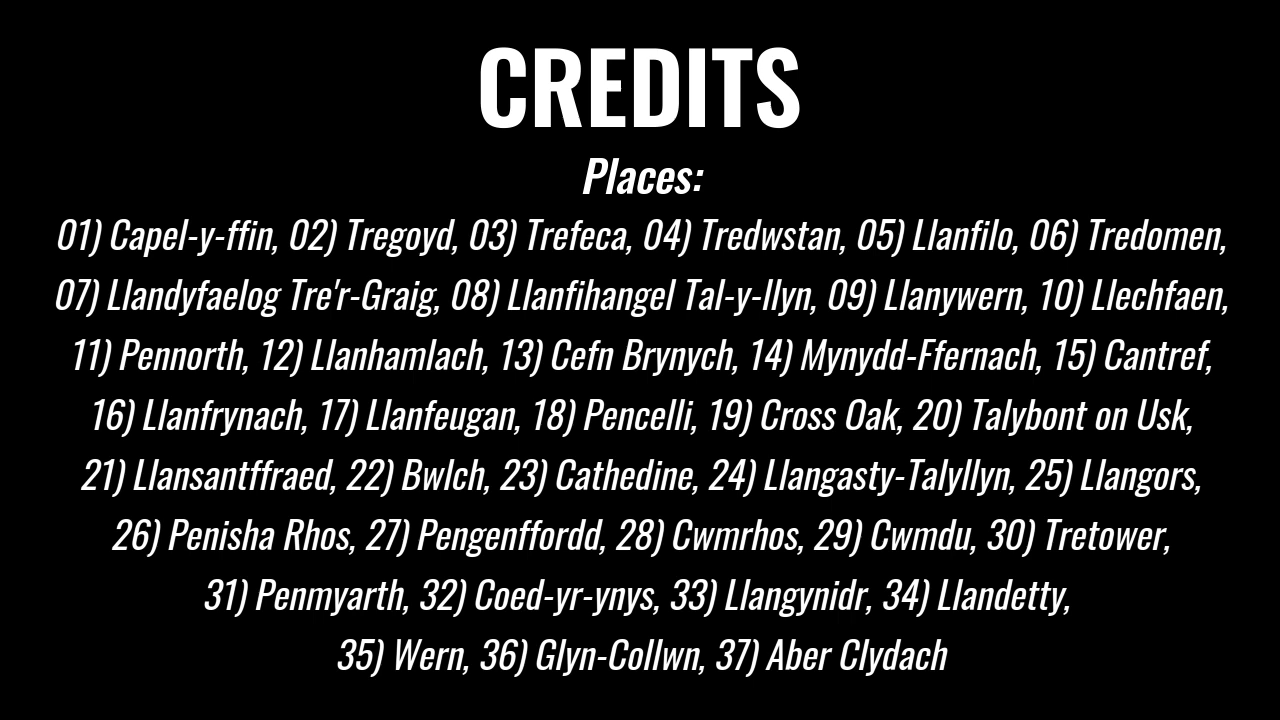 CREDITS
Places:
01) Capel-y-ffin, 02) Tregoyd, 03) Trefeca, 04) Tredwstan, 05) Llanfilo, 06) Tredomen,
07) Llandyfaelog Tre'r-Graig, 08) Llanfihangel Tal-y-llyn, 09) Llanywern, 10) Llechfaen,
11) Pennorth, 12) Llanhamlach, 13) Cefn Brynych, 14) Mynydd-Ffernach, 15) Cantref,
16) Llanfrynach, 17) Llanfeugan, 18) Pencelli, 19) Cross Oak, 20) Talybont on Usk,
21) Llansantffraed, 22) Bwlch, 23) Cathedine, 24) Llangasty-Talyllyn, 25) Llangors,
26) Penisha Rhos, 27) Pengenffordd, 28) Cwmrhos, 29) Cwmdu, 30) Tretower,
31) Penmyarth, 32) Coed-yr-ynys, 33) Llangynidr, 34) Llandetty,
35) Wern, 36) Glyn-Collwn, 37) Aber Clydach